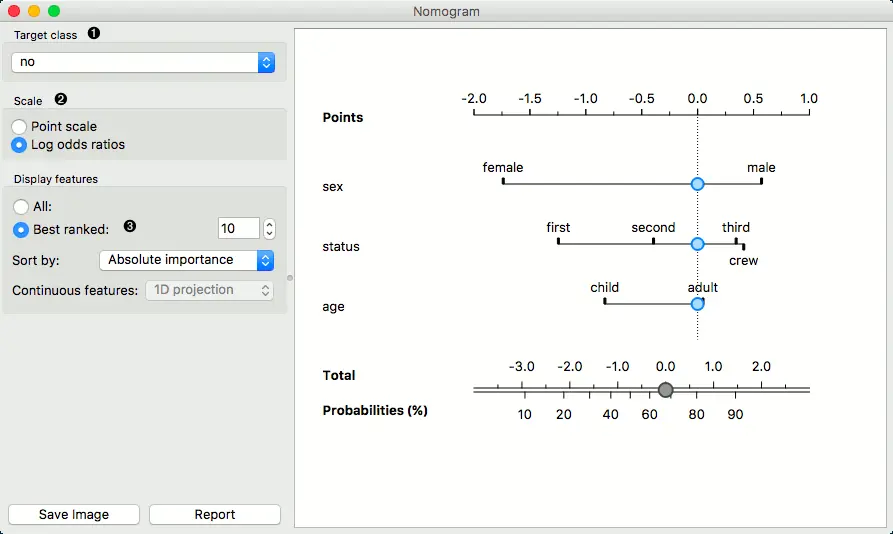 Nomogram
Target class ❶
no
Scale ❷
Point scale
Log odds ratios
Display features
All:
Best ranked: ❸ 10
Sort by: Absolute importance
Continuous features: 1D projection
Save Image Report
-2.0 -1.5 -1.0 -0.5 0.0 0.5 1.0
Points
female male
sex
first second third
status
crew
child adult
age
-3.0 -2.0 -1.0 0.0 1.0 2.0
Total
Probabilities (%)
10 20 40 60 80 90